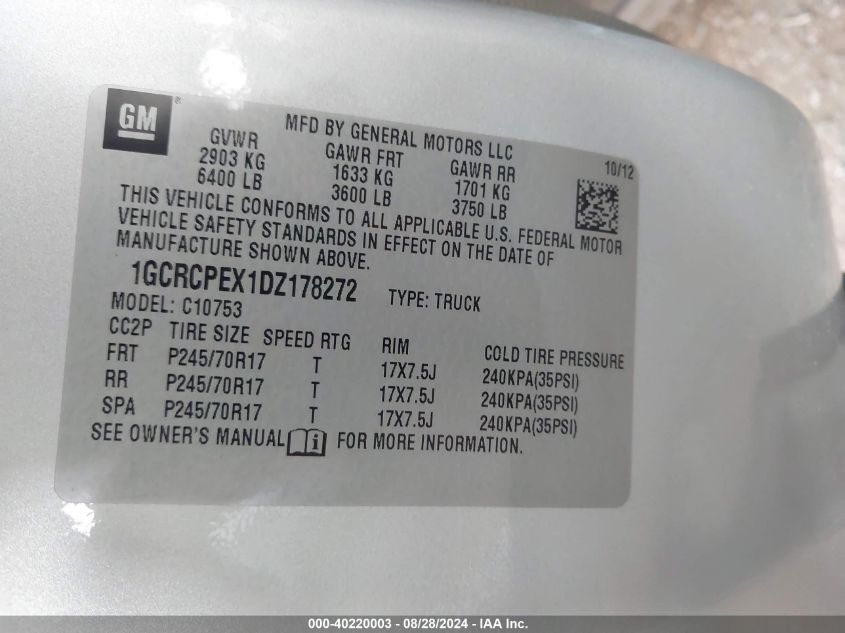 GM ®
MFD BY GENERAL MOTORS LLC
10/12
GVWR GAWR FRT GAWR RR
2903 KG 1633 KG 1701 KG
6400 LB 3600 LB 3750 LB
THIS VEHICLE CONFORMS TO ALL APPLICABLE U.S. FEDERAL MOTOR
VEHICLE SAFETY STANDARDS IN EFFECT ON THE DATE OF
MANUFACTURE SHOWN ABOVE.
1GCRCPEX1DZ178272 TYPE: TRUCK
MODEL: C10753
CC2P TIRE SIZE SPEED RTG RIM COLD TIRE PRESSURE
FRT P245/70R17 T 17X7.5J 240KPA(35PSI)
RR P245/70R17 T 17X7.5J 240KPA(35PSI)
SPA P245/70R17 T 17X7.5J 240KPA(35PSI)
SEE OWNER'S MANUAL i FOR MORE INFORMATION.
000-40220003 - 08/28/2024 - IAA Inc.